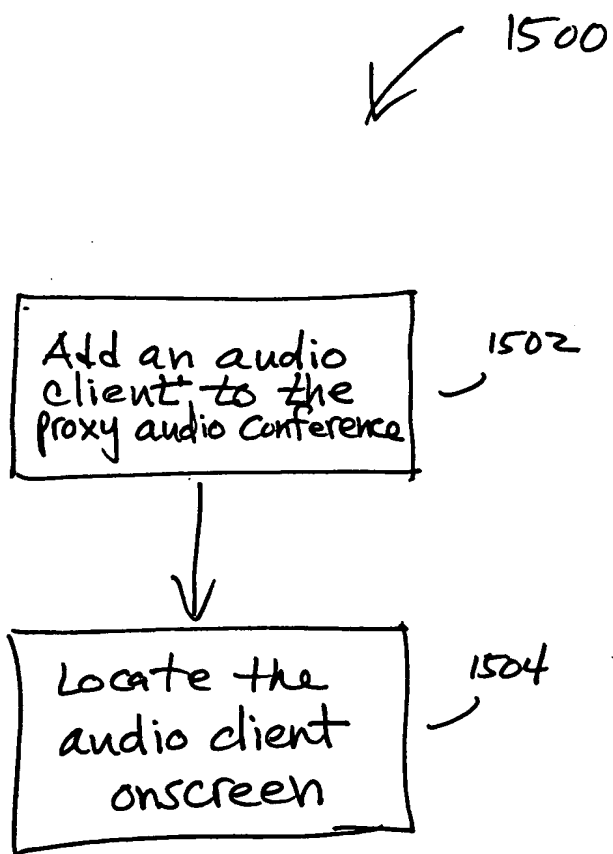 1500
Add an audio
client to the
proxy audio conference
1502
Locate the
audio client
onscreen
1504